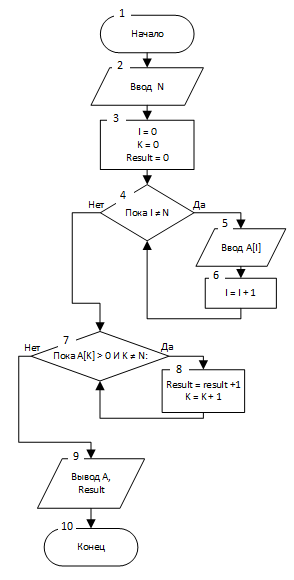 1
Начало
2
Ввод N
3
I = 0
K = 0
Result = 0
4
Нет
Да
Пока I ≠ N
5
Ввод A[I]
6
I = I + 1
7
Нет
Да
Пока A[K] > 0 И K ≠ N:
8
Result = result +1
K = K + 1
9
Вывод A,
Result
10
Конец